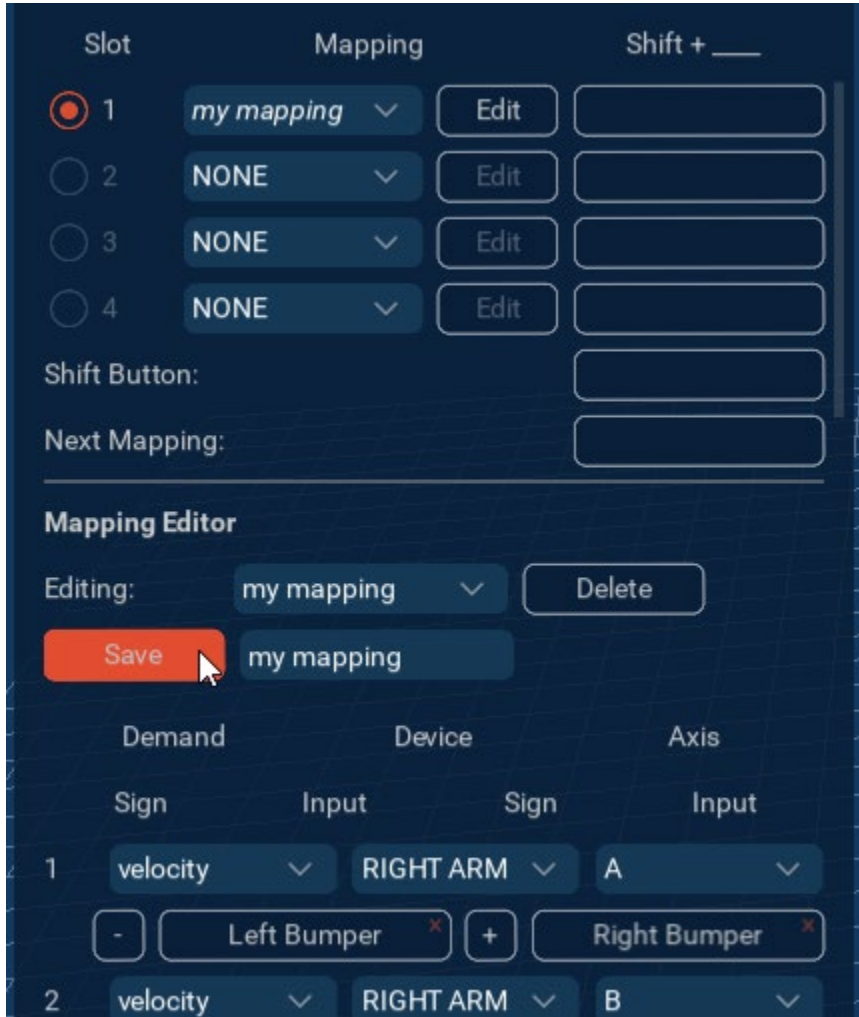 Slot Mapping Shift + ____
1 my mapping Edit
2 NONE Edit
3 NONE Edit
4 NONE Edit
Shift Button:
Next Mapping:
Mapping Editor
Editing: my mapping Delete
Save my mapping
Demand Device Axis
Sign Input Sign Input
1 velocity RIGHT ARM A
- Left Bumper x + Right Bumper x
2 velocity RIGHT ARM B